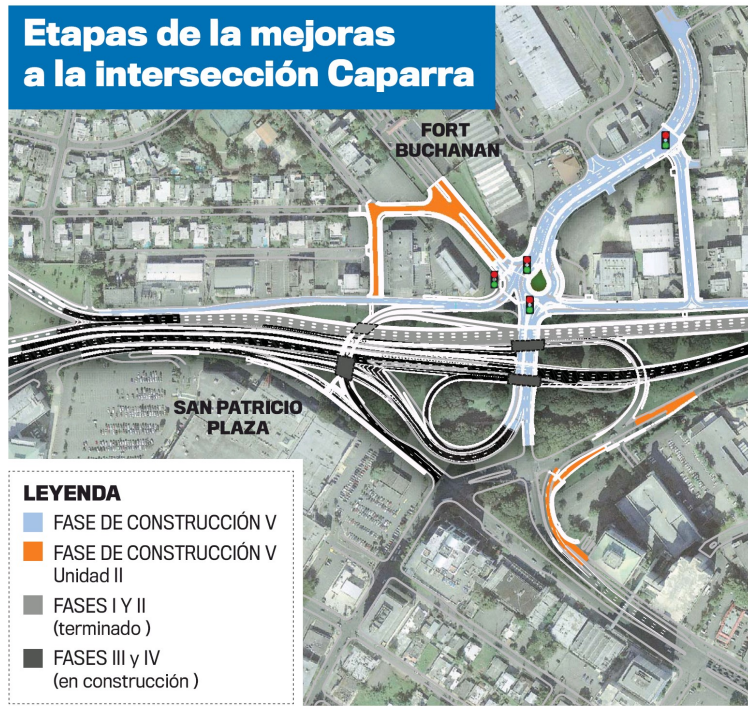 Etapas de la mejoras
a la intersección Caparra
FORT
BUCHANAN
SAN PATRICIO
PLAZA
LEYENDA
FASE DE CONSTRUCCIÓN V
FASE DE CONSTRUCCIÓN V
Unidad II
FASES I Y II
(terminado )
FASES III y IV
(en construcción )